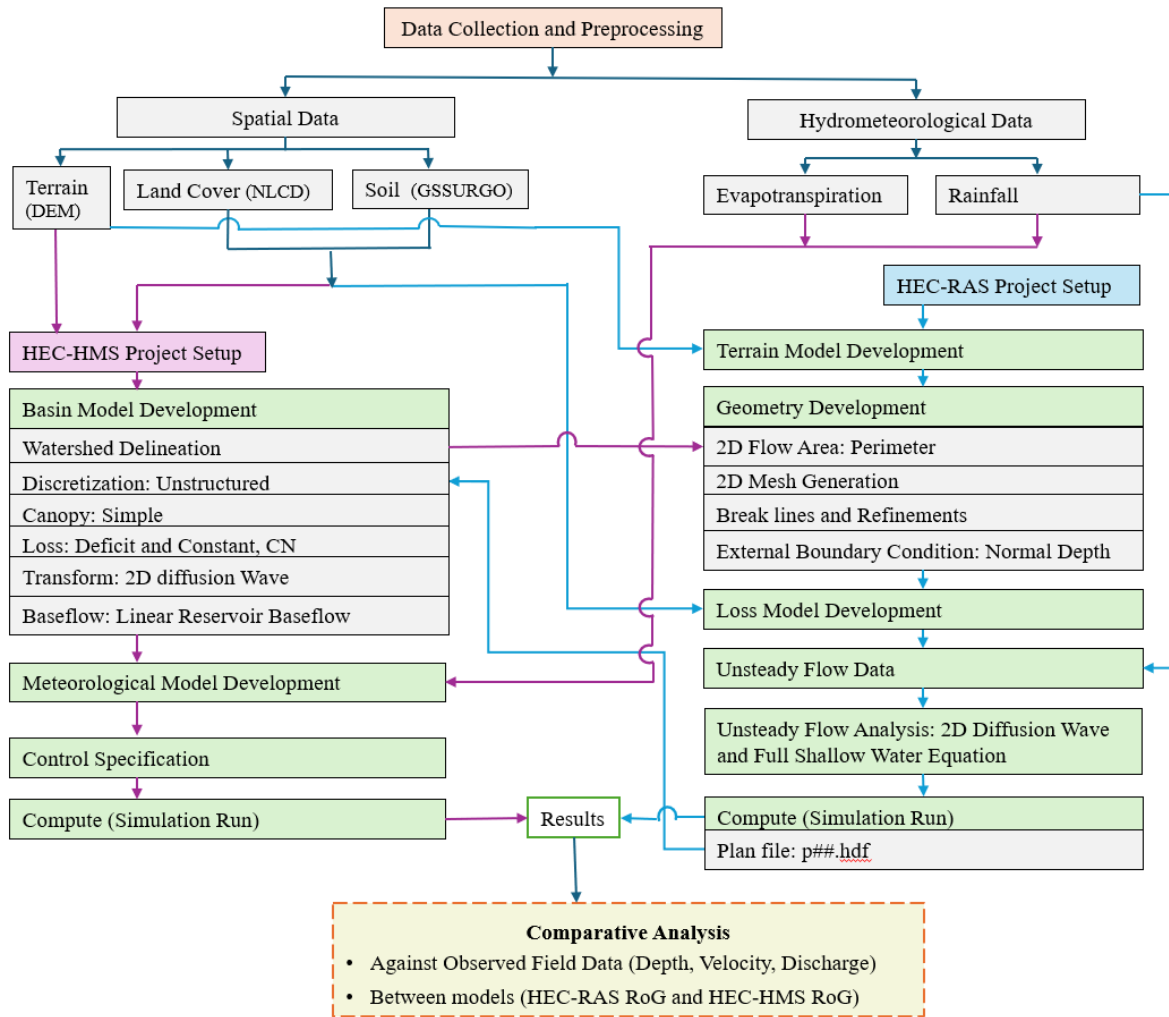 Data Collection and Preprocessing
Spatial Data
Hydrometeorological Data
Terrain
(DEM)
Land Cover (NLCD)
Soil (GSSURGO)
Evapotranspiration
Rainfall
HEC-RAS Project Setup
HEC-HMS Project Setup
Terrain Model Development
Basin Model Development
Watershed Delineation
Discretization: Unstructured
Canopy: Simple
Loss: Deficit and Constant, CN
Transform: 2D diffusion Wave
Baseflow: Linear Reservoir Baseflow
Geometry Development
2D Flow Area: Perimeter
2D Mesh Generation
Break lines and Refinements
External Boundary Condition: Normal Depth
Loss Model Development
Meteorological Model Development
Unsteady Flow Data
Control Specification
Unsteady Flow Analysis: 2D Diffusion Wave
and Full Shallow Water Equation
Compute (Simulation Run)
Results
Compute (Simulation Run)
Plan file: p##.hdf
Comparative Analysis
• Against Observed Field Data (Depth, Velocity, Discharge)
• Between models (HEC-RAS RoG and HEC-HMS RoG)